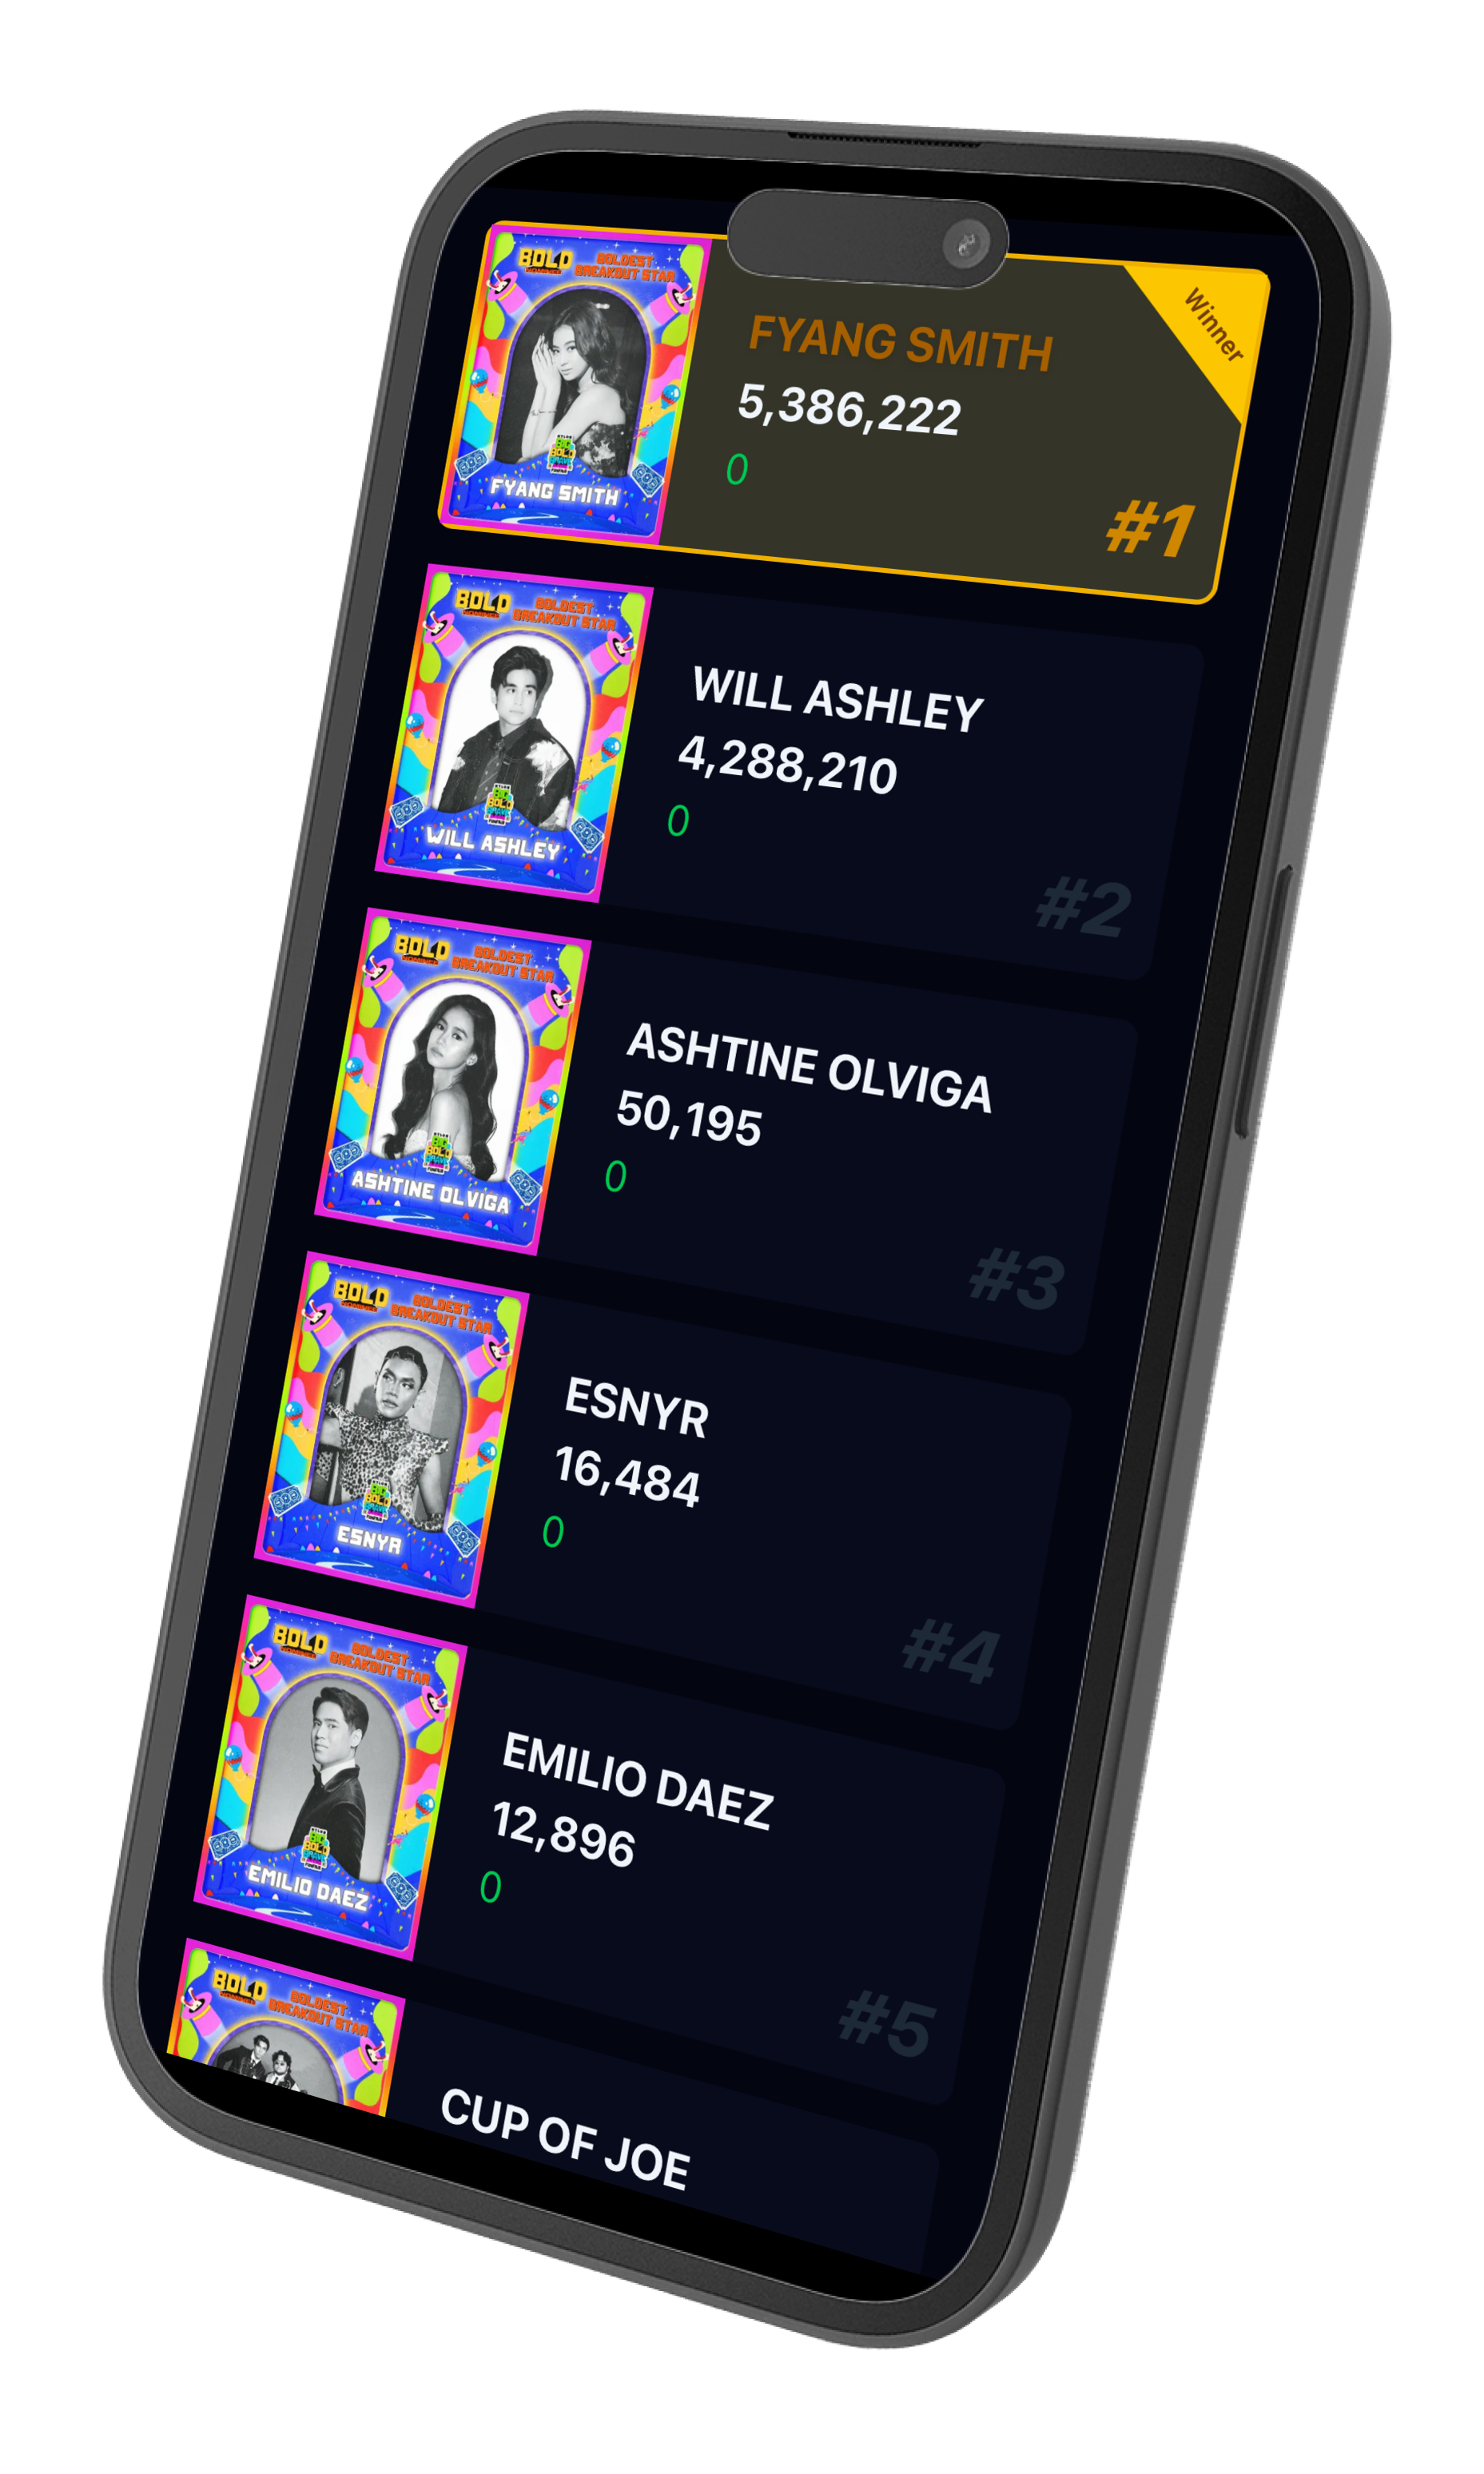 BOLD
BOLDEST
BREAKOUT STAR
FYANG SMITH
FYANG SMITH
5,386,222
0
Winner
#1
BOLD
BOLDEST
BREAKOUT STAR
WILL ASHLEY
WILL ASHLEY
4,288,210
0
#2
BOLD
BOLDEST
BREAKOUT STAR
ASHTINE OLVIGA
ASHTINE OLVIGA
50,195
0
#3
BOLD
BOLDEST
BREAKOUT STAR
ESNYR
ESNYR
16,484
0
#4
BOLD
BOLDEST
BREAKOUT STAR
EMILIO DAEZ
EMILIO DAEZ
12,896
0
#5
BOLD
BOLDEST
BREAKOUT STAR
CUP OF JOE